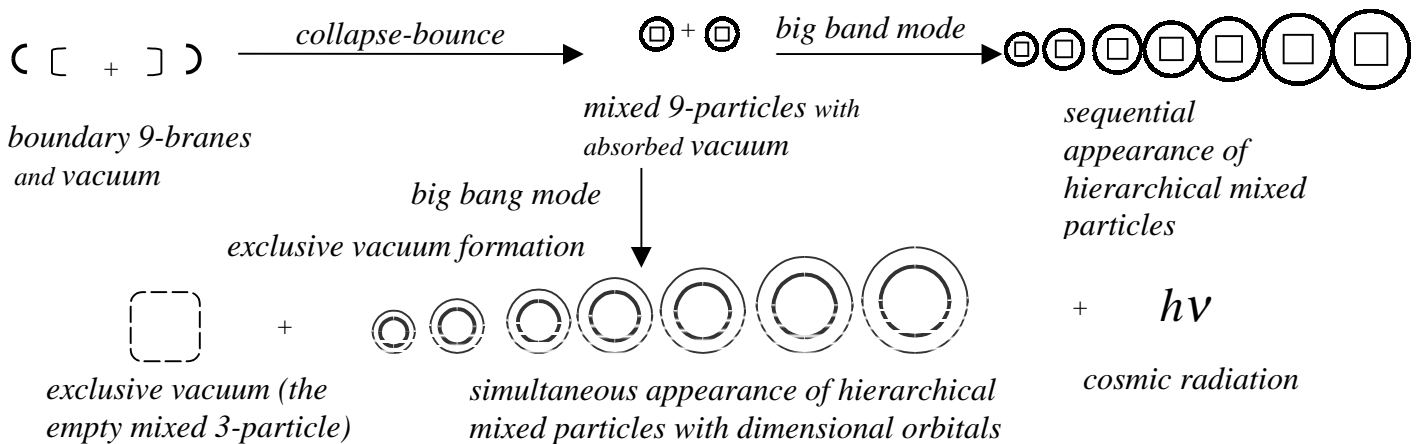 collapse-bounce
+
big band mode
+
boundary 9-branes
and vacuum
mixed 9-particles with
absorbed vacuum
sequential
appearance of
hierarchical mixed
particles
big bang mode
exclusive vacuum formation
+
+
hν
exclusive vacuum (the
empty mixed 3-particle)
simultaneous appearance of hierarchical
mixed particles with dimensional orbitals
cosmic radiation